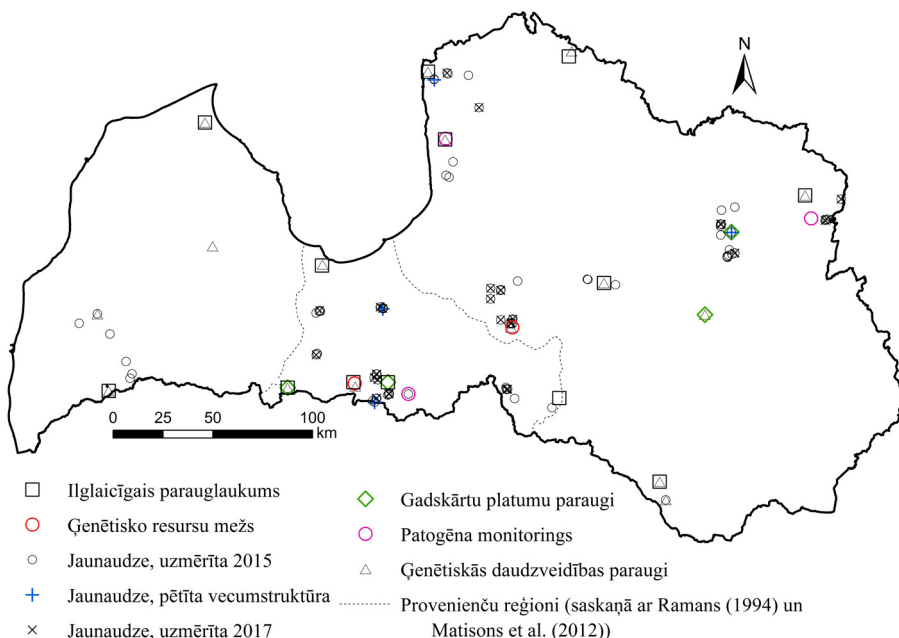 N
0 25 50 100
km
Ilglaicīgais parauglaukums
Ģenētisko resursu mežs
Jaunaudze, uzmērīta 2015
Jaunaudze, pētīta vecumstruktūra
Jaunaudze, uzmērīta 2017
Gadskārtu platumu paraugi
Patogēna monitorings
Ģenētiskās daudzveidības paraugi
Provenienču reģioni (saskaņā ar Ramans (1994) un
Matisons et al. (2012))